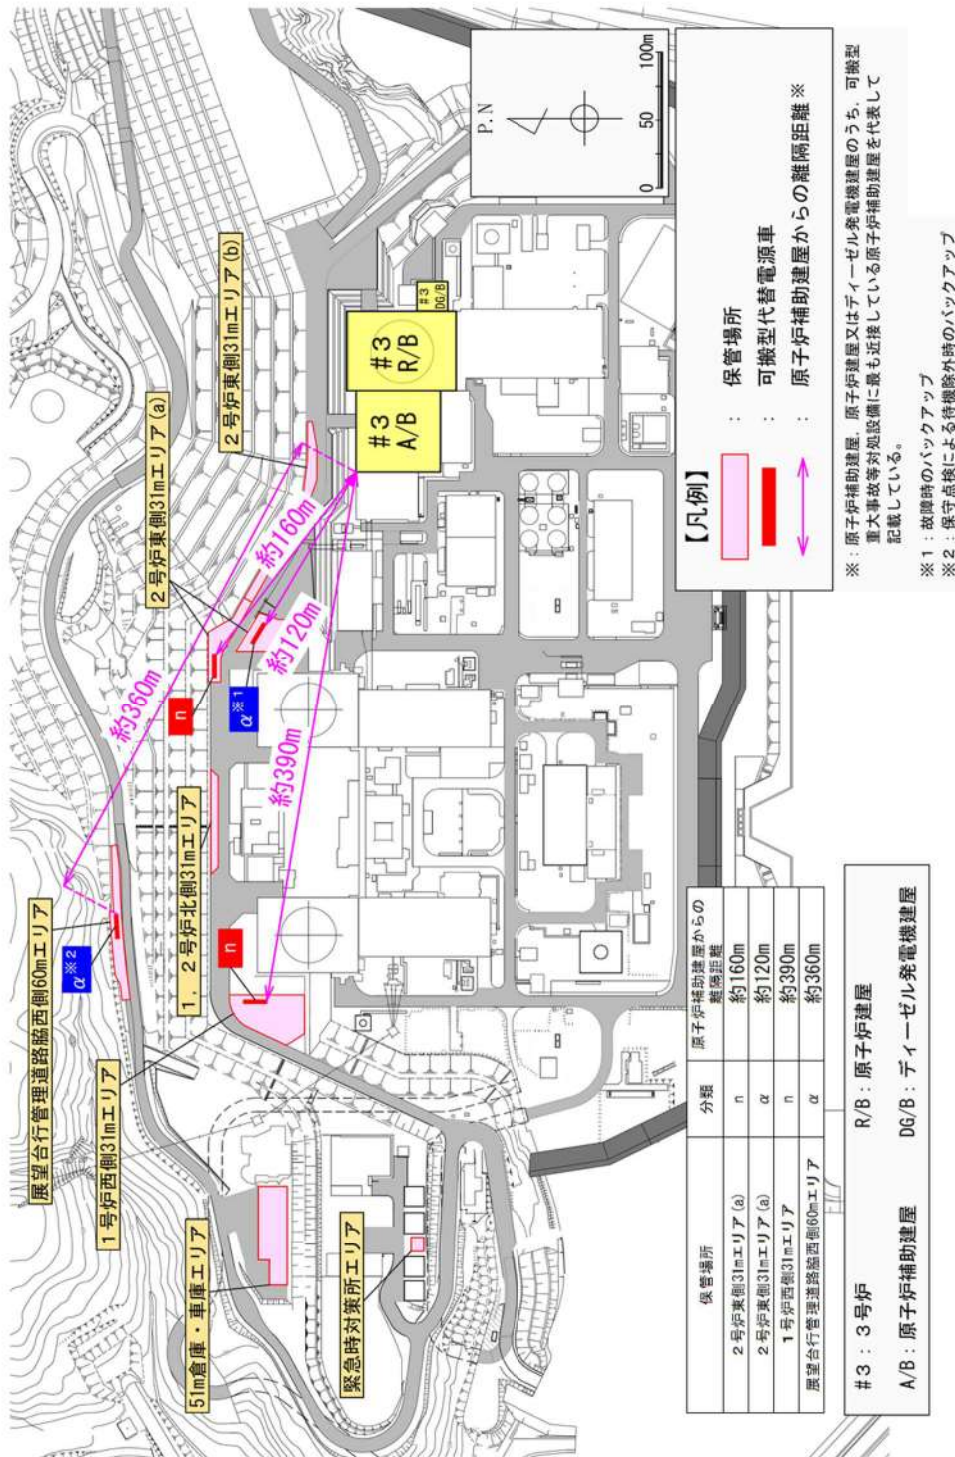 展望台行管理道路脇西側60mエリア
α※2
1号炉西側31mエリア
1，2号炉北側31mエリア
51m倉庫・車庫エリア
緊急時対策所エリア
2号炉東側31mエリア(a)
2号炉東側31mエリア(b)
n
α※1
n
約360m
約160m
約120m
約390m
#3
A/B
#3
R/B
#3
DG/B
P.N
0 50 100m
【凡例】
： 保管場所
： 可搬型代替電源車
： 原子炉補助建屋からの離隔距離※
※：原子炉補助建屋，原子炉建屋又はディーゼル発電機建屋のうち，可搬型
重大事故等対処設備に最も近接している原子炉補助建屋を代表して
記載している。
※1：故障時のバックアップ
※2：保守点検による待機除外時のバックアップ
保管場所 分類 原子炉補助建屋からの
離隔距離
2号炉東側31mエリア(a) n 約160m
2号炉東側31mエリア(a) α 約120m
1号炉西側31mエリア n 約390m
展望台行管理道路脇西側60mエリア α 約360m
#3：3号炉 R/B：原子炉建屋
A/B：原子炉補助建屋 DG/B：ディーゼル発電機建屋